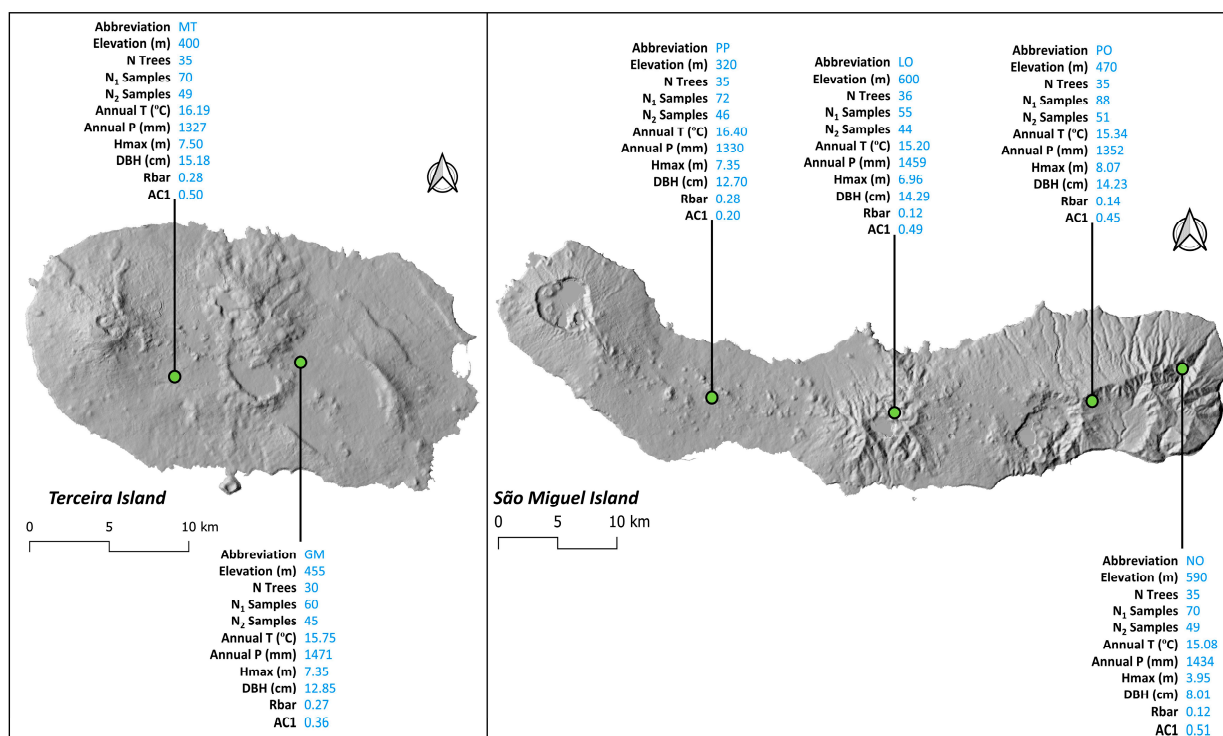 Abbreviation MT
Elevation (m) 400
N Trees 35
N₁ Samples 70
N₂ Samples 49
Annual T (ºC) 16.19
Annual P (mm) 1327
Hmax (m) 7.50
DBH (cm) 15.18
Rbar 0.28
AC1 0.50
Terceira Island
0 5 10 km
Abbreviation GM
Elevation (m) 455
N Trees 30
N₁ Samples 60
N₂ Samples 45
Annual T (ºC) 15.75
Annual P (mm) 1471
Hmax (m) 7.35
DBH (cm) 12.85
Rbar 0.27
AC1 0.36
Abbreviation PP
Elevation (m) 320
N Trees 35
N₁ Samples 72
N₂ Samples 46
Annual T (ºC) 16.40
Annual P (mm) 1330
Hmax (m) 7.35
DBH (cm) 12.70
Rbar 0.28
AC1 0.20
Abbreviation LO
Elevation (m) 600
N Trees 36
N₁ Samples 55
N₂ Samples 44
Annual T (ºC) 15.20
Annual P (mm) 1459
Hmax (m) 6.96
DBH (cm) 14.29
Rbar 0.12
AC1 0.49
Abbreviation PO
Elevation (m) 470
N Trees 35
N₁ Samples 88
N₂ Samples 51
Annual T (ºC) 15.34
Annual P (mm) 1352
Hmax (m) 8.07
DBH (cm) 14.23
Rbar 0.14
AC1 0.45
São Miguel Island
0 5 10 km
Abbreviation NO
Elevation (m) 590
N Trees 35
N₁ Samples 70
N₂ Samples 49
Annual T (ºC) 15.08
Annual P (mm) 1434
Hmax (m) 3.95
DBH (cm) 8.01
Rbar 0.12
AC1 0.51